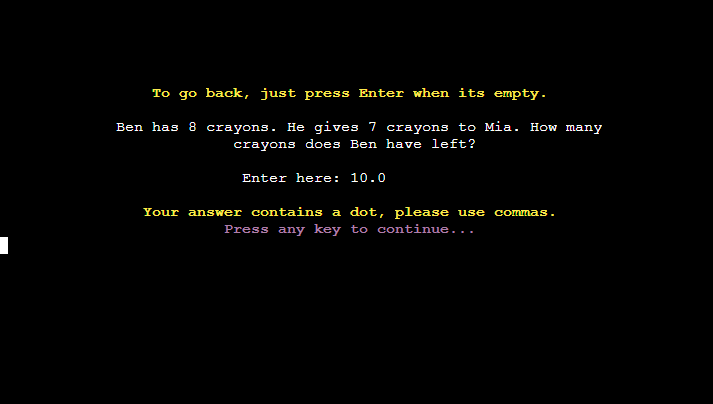 To go back, just press Enter when its empty.
Ben has 8 crayons. He gives 7 crayons to Mia. How many
crayons does Ben have left?
Enter here: 10.0
Your answer contains a dot, please use commas.
Press any key to continue...